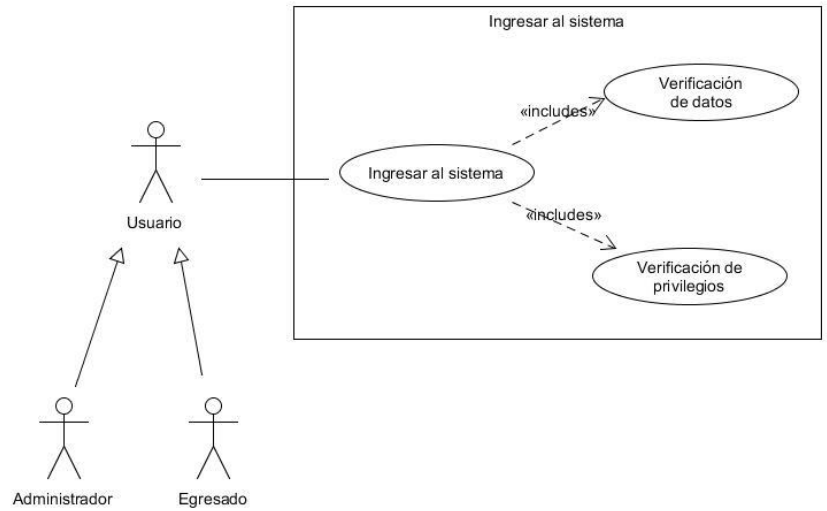 Ingresar al sistema
Verificación
de datos
«includes»
Ingresar al sistema
Usuario
«includes»
Verificación de
privilegios
Administrador
Egresado